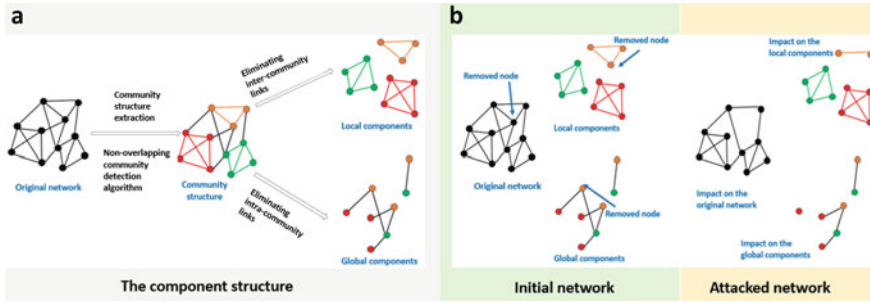 a
Original network
Community
structure
extraction
Non-overlapping
community
detection
algorithm
Community
structure
Eliminating
inter-community
links
Eliminating
intra-community
links
Local components
Global components
The component structure
b
Removed node
Removed node
Local components
Original network
Removed node
Global components
Initial network
Impact on the
local components
Impact on the
original network
Impact on the
global components
Attacked network